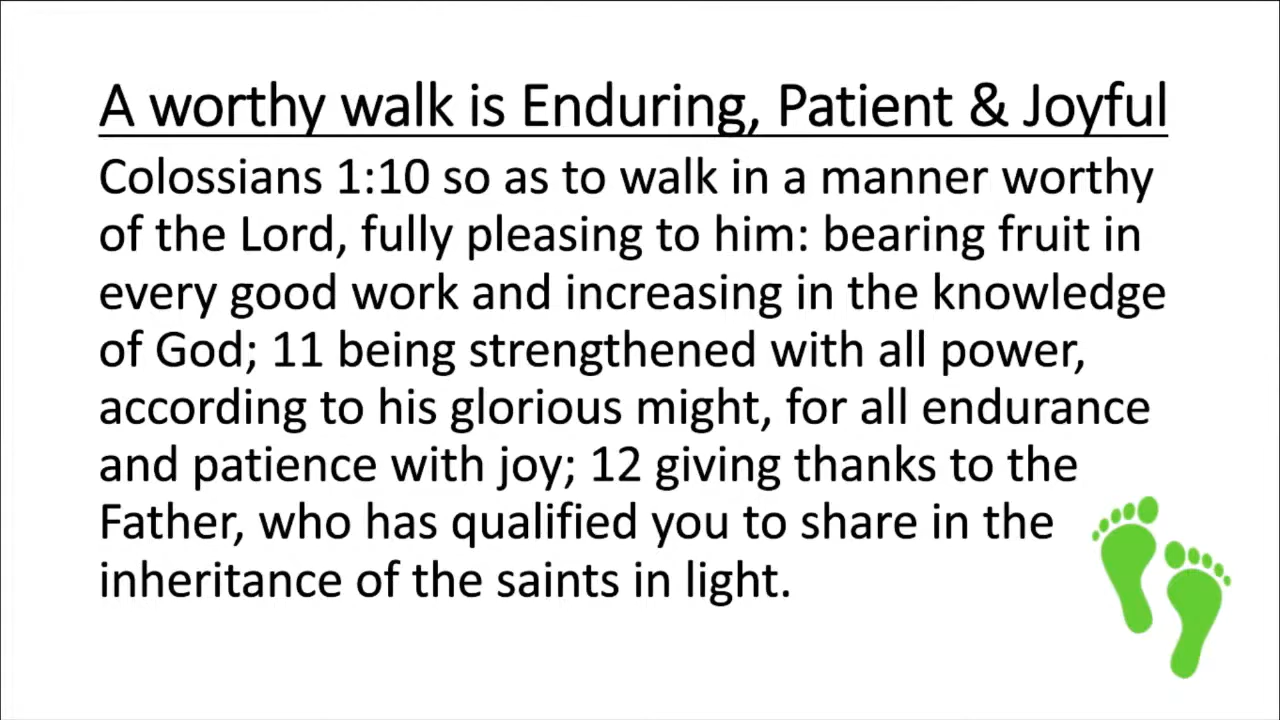 A worthy walk is Enduring, Patient & Joyful
Colossians 1:10 so as to walk in a manner worthy
of the Lord, fully pleasing to him: bearing fruit in
every good work and increasing in the knowledge
of God; 11 being strengthened with all power,
according to his glorious might, for all endurance
and patience with joy; 12 giving thanks to the
Father, who has qualified you to share in the
inheritance of the saints in light.